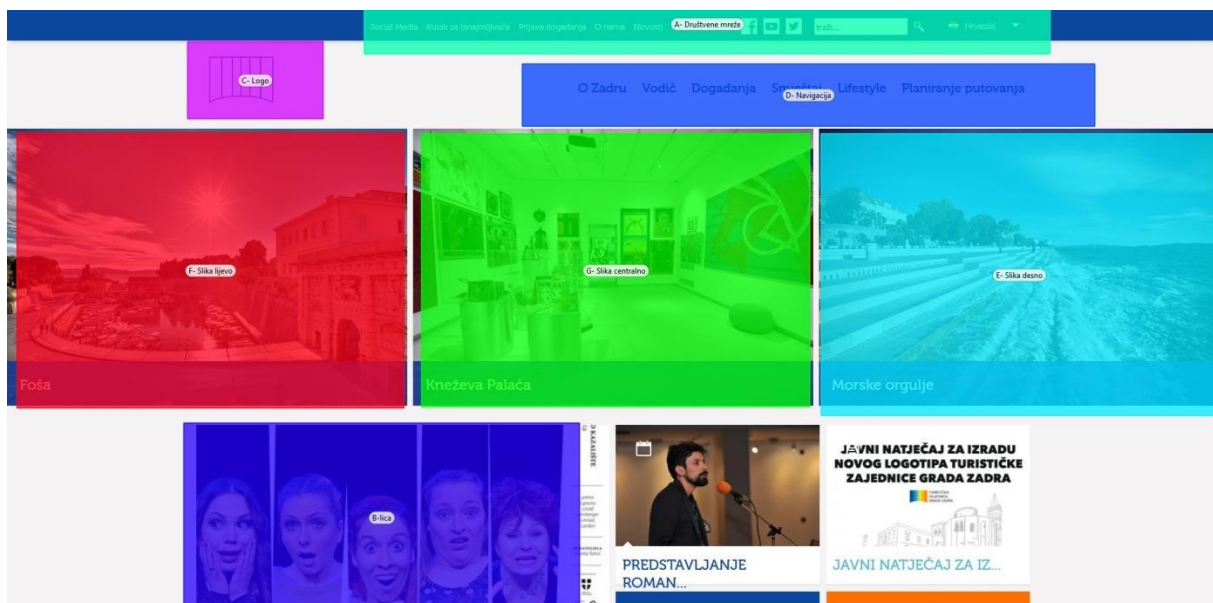 Social Media Kutak za iznajmljivače Prijava događanja O nama Novosti
A- Društvene mreže
traži...
Hrvatski
C- Logo
O Zadru Vodič Događanja Smještaj Lifestyle Planiranje putovanja
D- Navigacija
F- Slika lijevo
G- Slika centralno
E- Slika desno
Foša
Kneževa Palača
Morske orgulje
B-lica
KAZALIŠTE
PREDSTAVLJANJE
ROMAN...
JAVNI NATJEČAJ ZA IZRADU
NOVOG LOGOTIPA TURISTIČKE
ZAJEDNICE GRADA ZADRA
JAVNI NATJEČAJ ZA IZ...